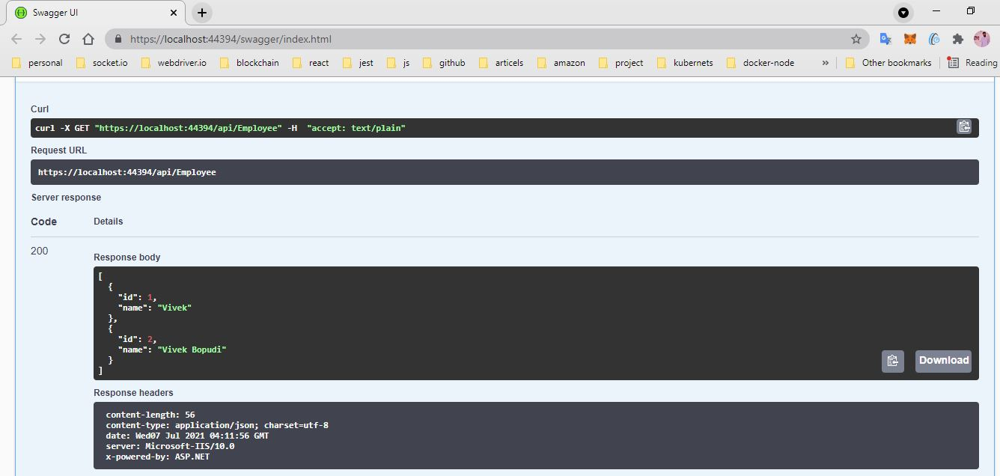 Swagger UI
https://localhost:44394/swagger/index.html
personal socket.io webdriver.io blockchain react jest js github articels amazon project kubernets docker-node » Other bookmarks Reading
Curl
curl -X GET "https://localhost:44394/api/Employee" -H  "accept: text/plain"
Request URL
https://localhost:44394/api/Employee
Server response
Code Details
200
Response body
[
  {
    "id": 1,
    "name": "Vivek"
  },
  {
    "id": 2,
    "name": "Vivek Bopudi"
  }
]
Download
Response headers
content-length: 56
content-type: application/json; charset=utf-8
date: Wed07 Jul 2021 04:11:56 GMT
server: Microsoft-IIS/10.0
x-powered-by: ASP.NET